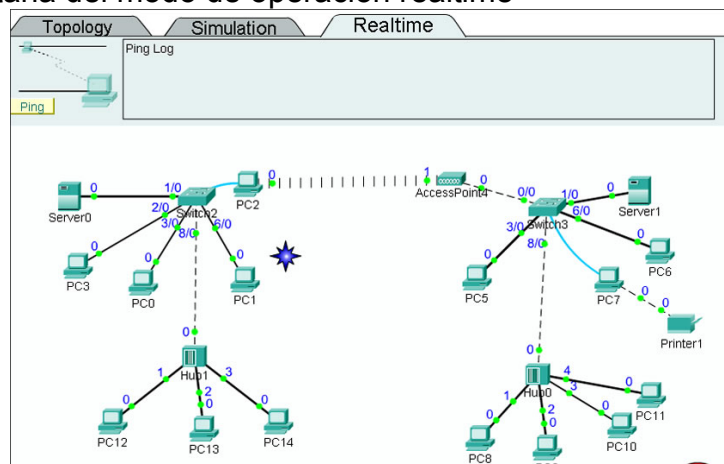 Topology Simulation Realtime
Ping Log
Ping
0 1 0
0 1/0 PC2 AccessPoint4 0/0 1/0 0
Server0 2/0 Switch2 Server1
3/0 6/0 Switch3 6/0
8/0 3/0
0 0 0 8/0 0 0
PC3 PC0 PC1 PC5 PC7 PC6
0 0
Printer1
0 0
Hub1 Hub0
1 2 3 1 2 3 4
0 0 0 0 0 0 0
PC12 PC13 PC14 PC8 PC10 PC11